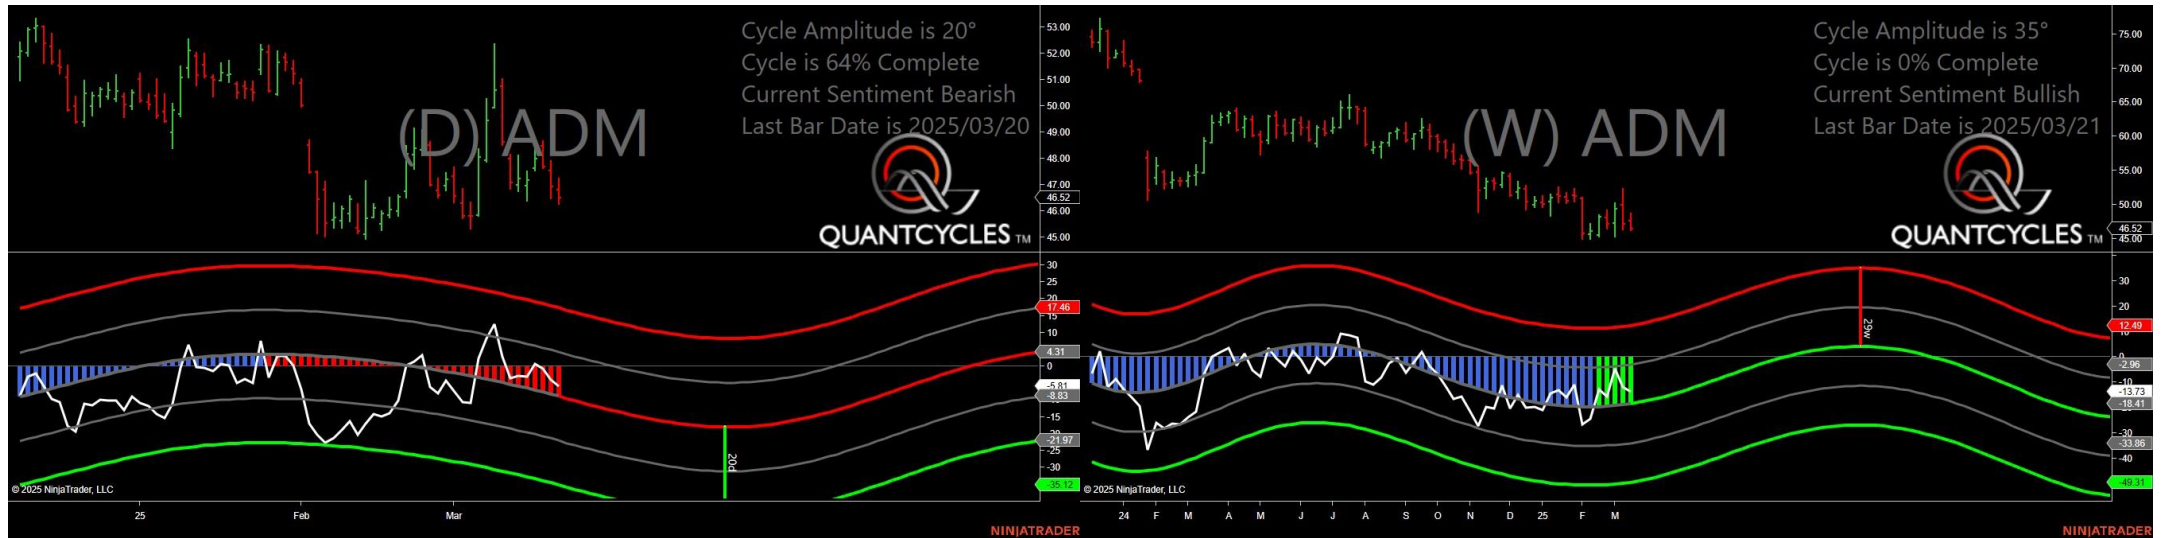 Cycle Amplitude is 20°
Cycle is 64% Complete
Current Sentiment Bearish
Last Bar Date is 2025/03/20
(D) ADM
QUANTCYCLES TM
53.00
52.00
51.00
50.00
49.00
48.00
47.00
46.52
46.00
45.00
30
25
20
17.46
15
10
4.31
0
-5.81
-8.83
-15
-21.97
-25
-30
-35.12
20d
© 2025 NinjaTrader, LLC
25 Feb Mar
NINJATRADER
Cycle Amplitude is 35°
Cycle is 0% Complete
Current Sentiment Bullish
Last Bar Date is 2025/03/21
(W) ADM
QUANTCYCLES TM
75.00
70.00
65.00
60.00
55.00
50.00
46.52
45.00
30
20
12.49
0
-2.96
-10
-13.73
-18.41
-30
-33.86
-40
-49.31
29w
© 2025 NinjaTrader, LLC
24 F M A M J J A S O N D 25 F M
NINJATRADER